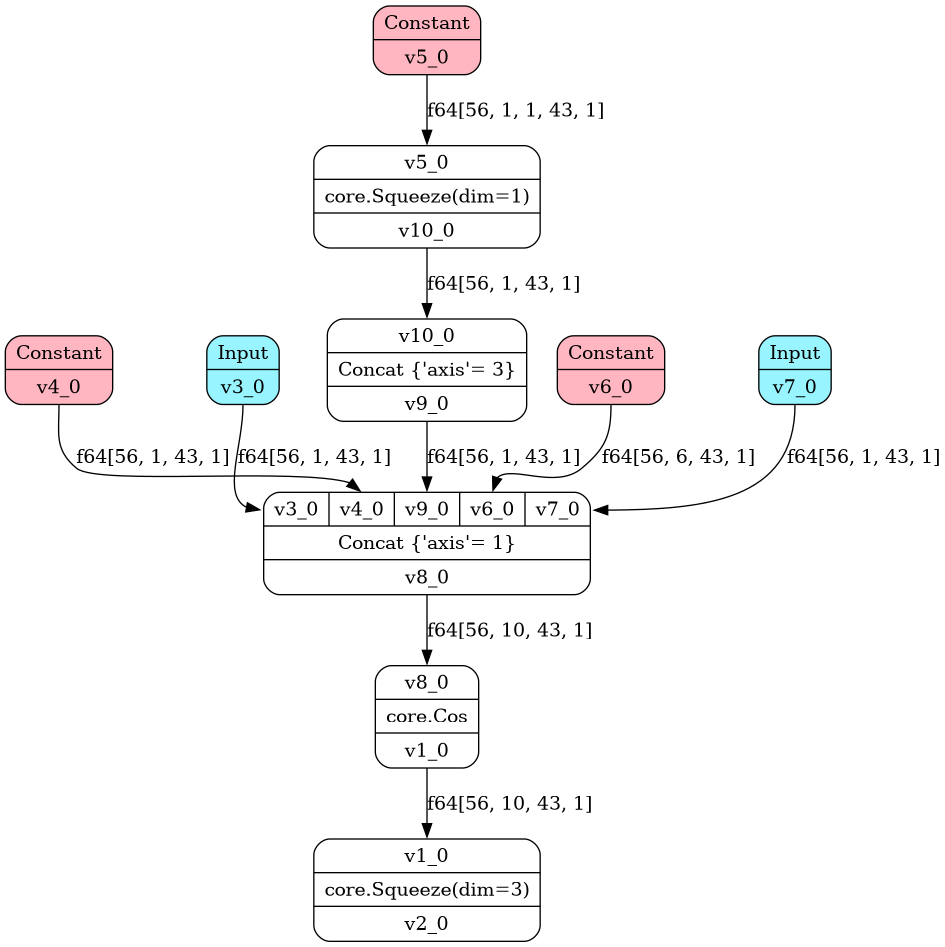 Constant
v5_0
f64[56, 1, 1, 43, 1]
v5_0
core.Squeeze(dim=1)
v10_0
f64[56, 1, 43, 1]
Constant
v4_0
Input
v3_0
v10_0
Concat {'axis'= 3}
v9_0
Constant
v6_0
Input
v7_0
f64[56, 1, 43, 1]
f64[56, 1, 43, 1]
f64[56, 1, 43, 1]
f64[56, 6, 43, 1]
f64[56, 1, 43, 1]
v3_0 v4_0 v9_0 v6_0 v7_0
Concat {'axis'= 1}
v8_0
f64[56, 10, 43, 1]
v8_0
core.Cos
v1_0
f64[56, 10, 43, 1]
v1_0
core.Squeeze(dim=3)
v2_0